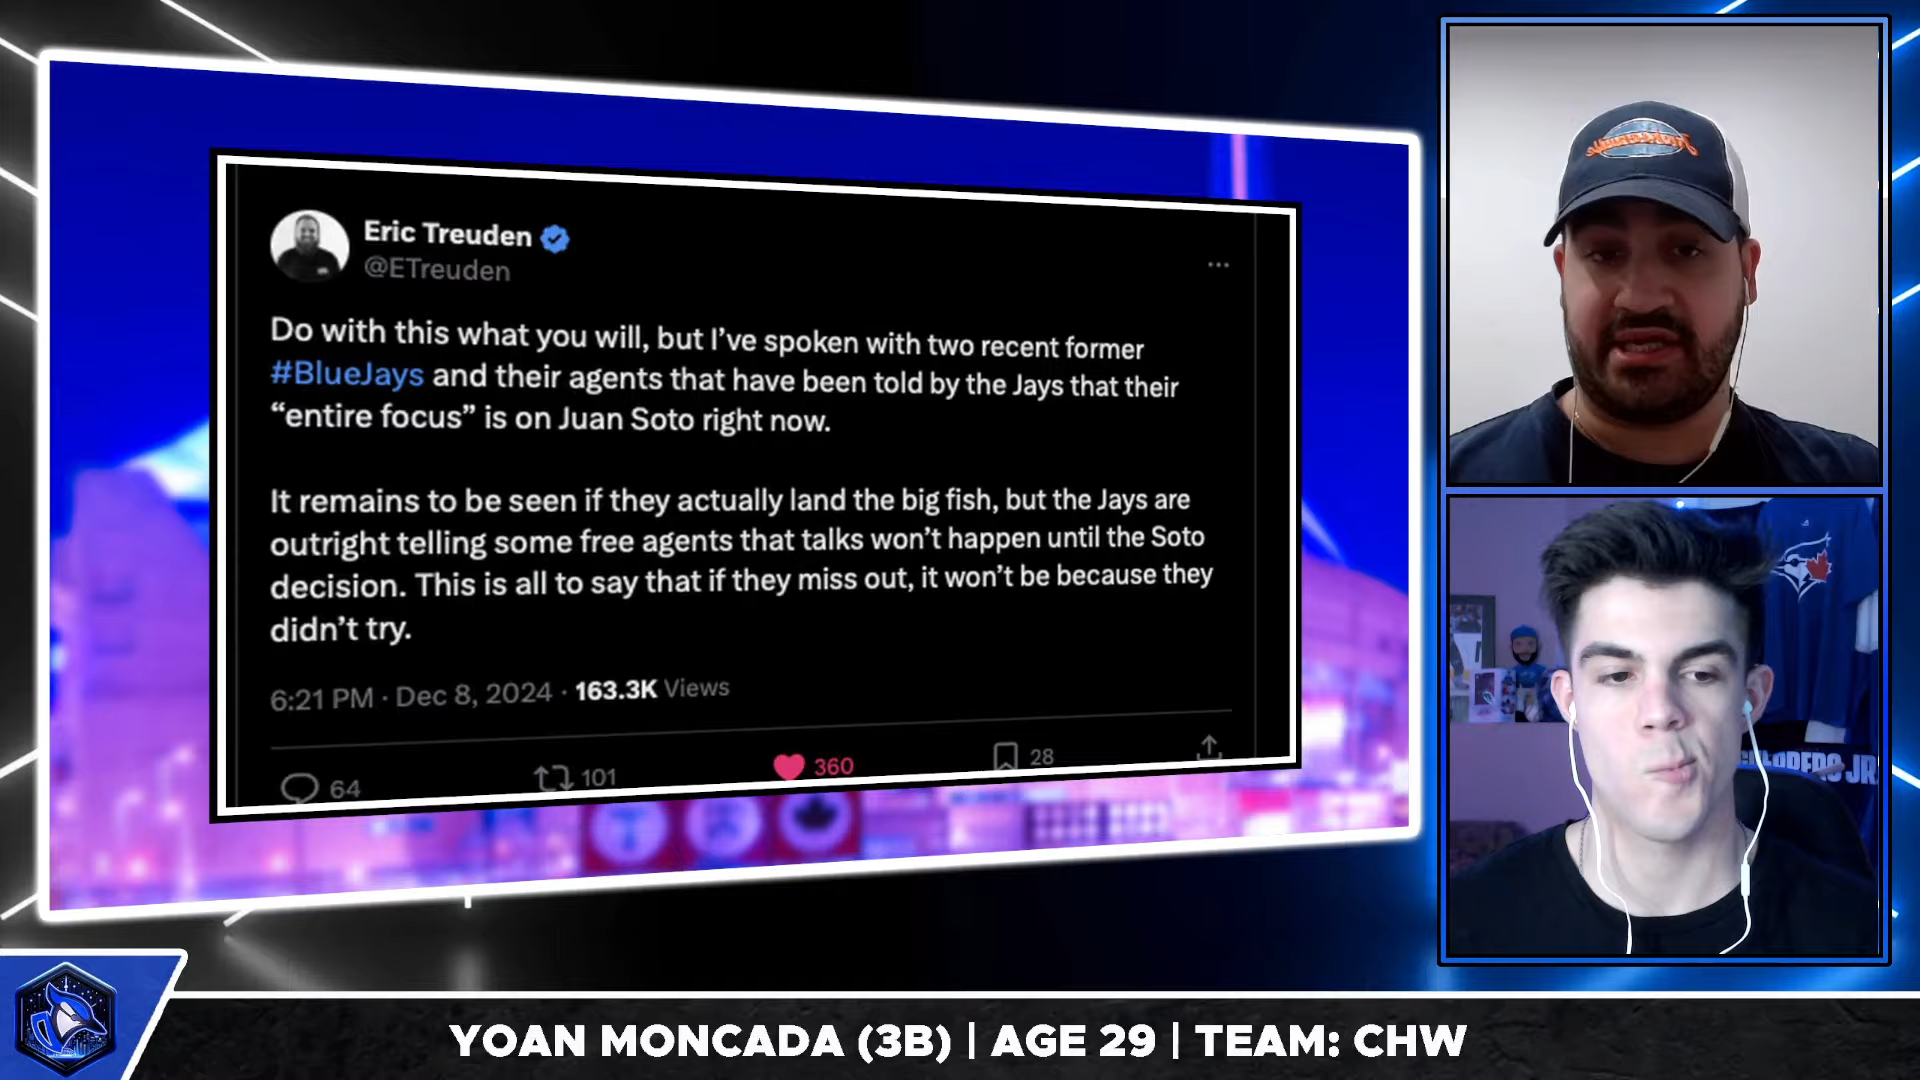 Eric Treuden
@ETreuden
...
Do with this what you will, but I've spoken with two recent former
#BlueJays and their agents that have been told by the Jays that their
“entire focus” is on Juan Soto right now.
It remains to be seen if they actually land the big fish, but the Jays are
outright telling some free agents that talks won't happen until the Soto
decision. This is all to say that if they miss out, it won't be because they
didn't try.
6:21 PM · Dec 8, 2024 · 163.3K Views
64 101 360 28
YOAN MONCADA (3B) | AGE 29 | TEAM: CHW